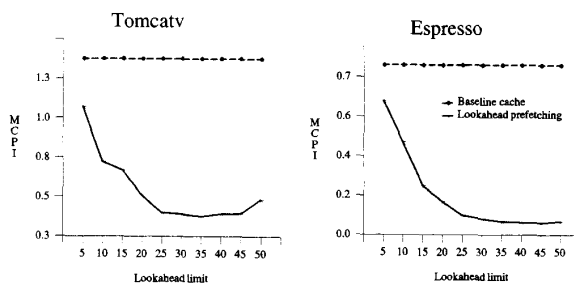 Tomcatv
1.3
1.0
0.8
0.5
0.3
M
C
P
I
5 10 15 20 25 30 35 40 45 50
Lookahead limit
Espresso
0.7
0.6
0.4
0.2
0.0
M
C
P
I
Baseline cache
Lookahead prefetching
5 10 15 20 25 30 35 40 45 50
Lookahead limit